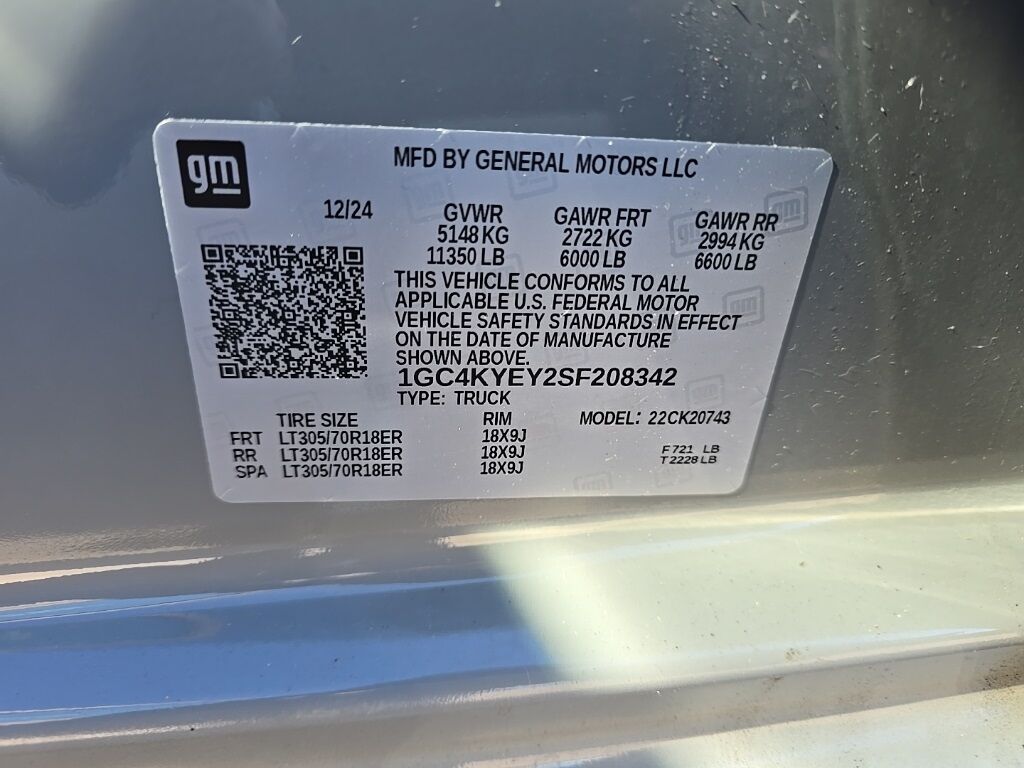 gm
MFD BY GENERAL MOTORS LLC
12/24
GVWR GAWR FRT GAWR RR
5148 KG 2722 KG 2994 KG
11350 LB 6000 LB 6600 LB
THIS VEHICLE CONFORMS TO ALL
APPLICABLE U.S. FEDERAL MOTOR
VEHICLE SAFETY STANDARDS IN EFFECT
ON THE DATE OF MANUFACTURE
SHOWN ABOVE.
1GC4KYEY2SF208342
TYPE: TRUCK
TIRE SIZE RIM MODEL: 22CK20743
FRT LT305/70R18ER 18X9J
RR LT305/70R18ER 18X9J
SPA LT305/70R18ER 18X9J
F 721 LB
T 2228 LB